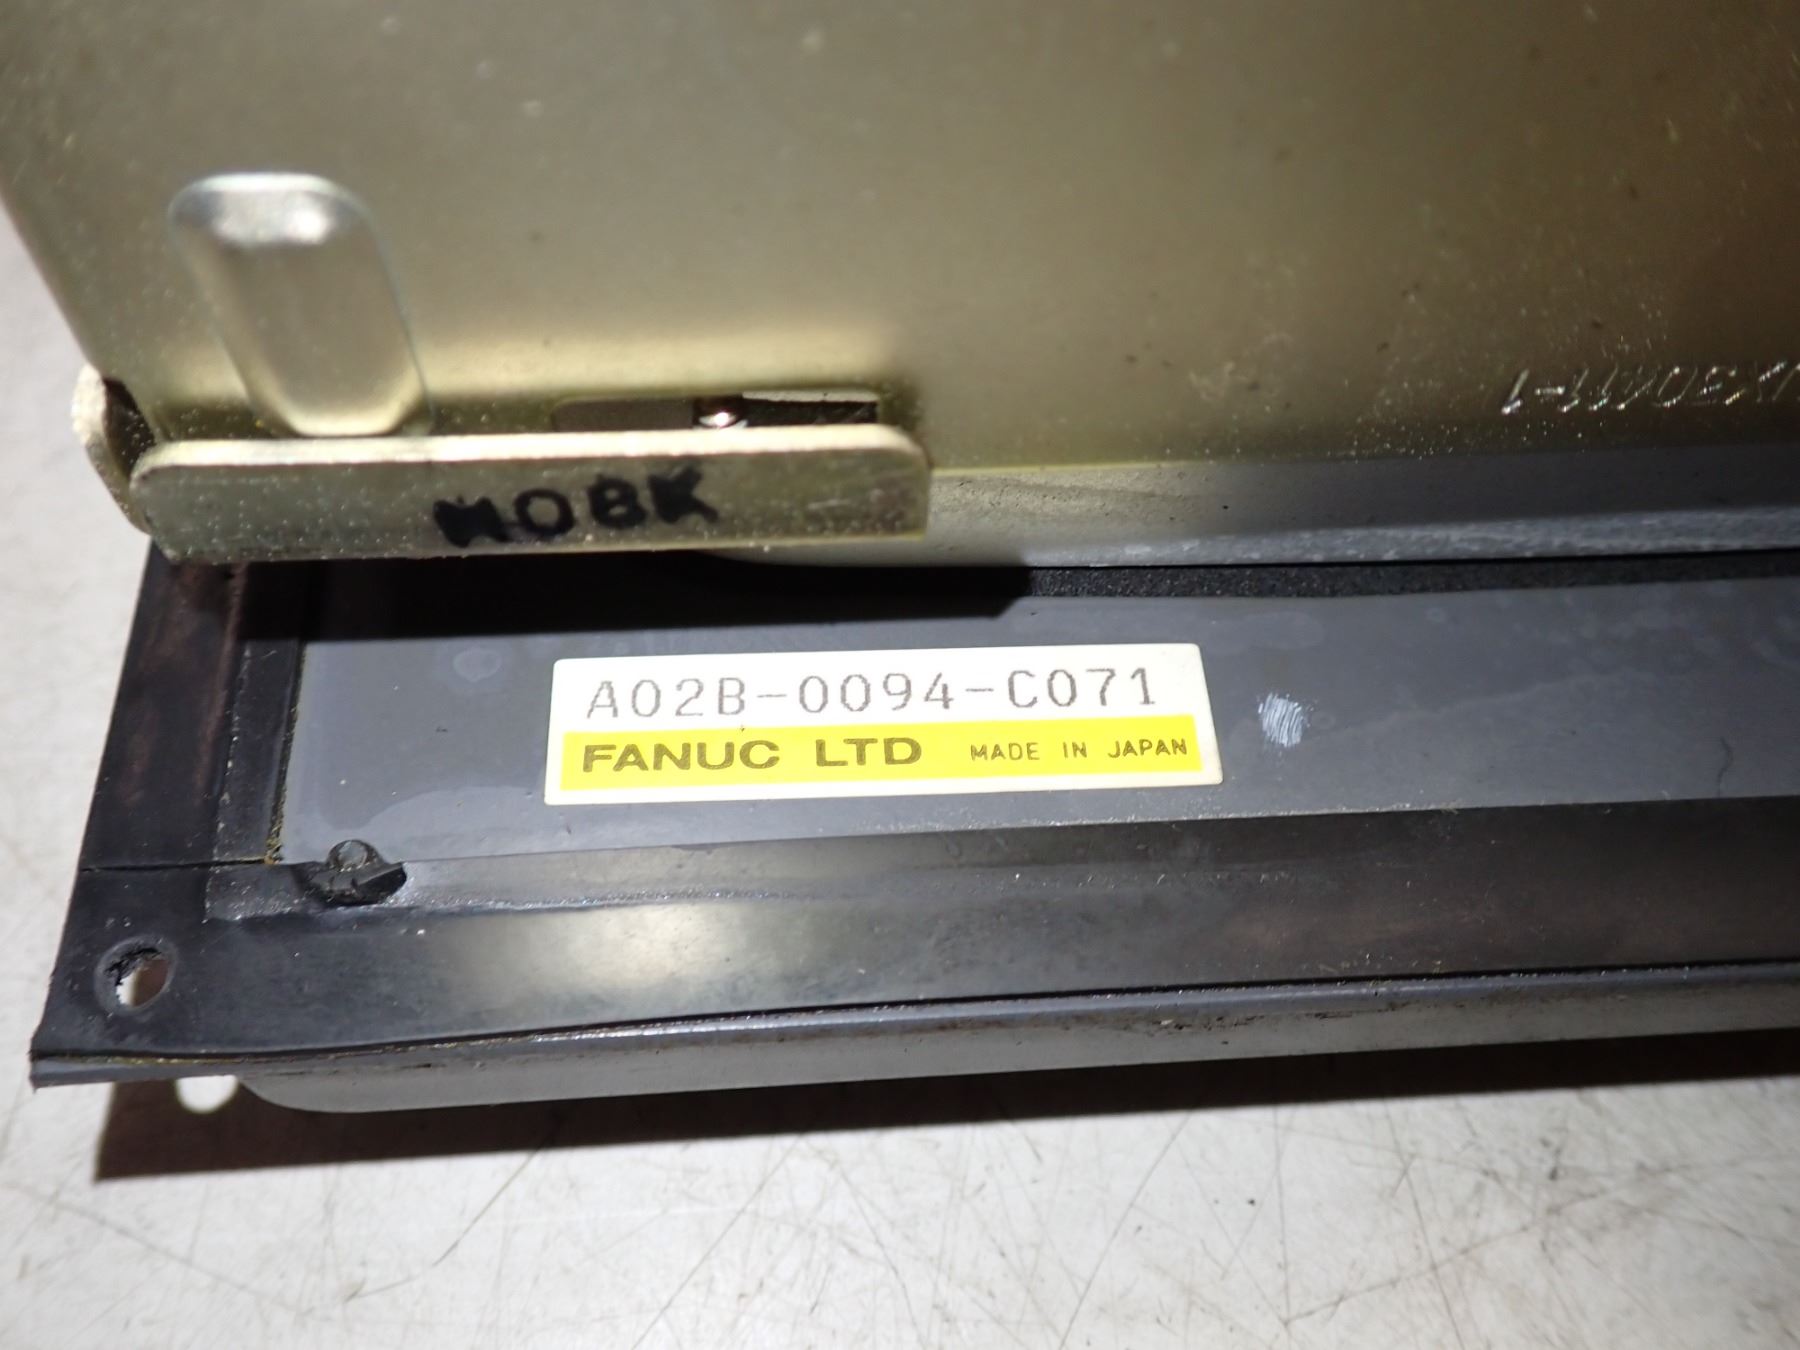 MOBK
A02B-0094-C071
FANUC LTD MADE IN JAPAN